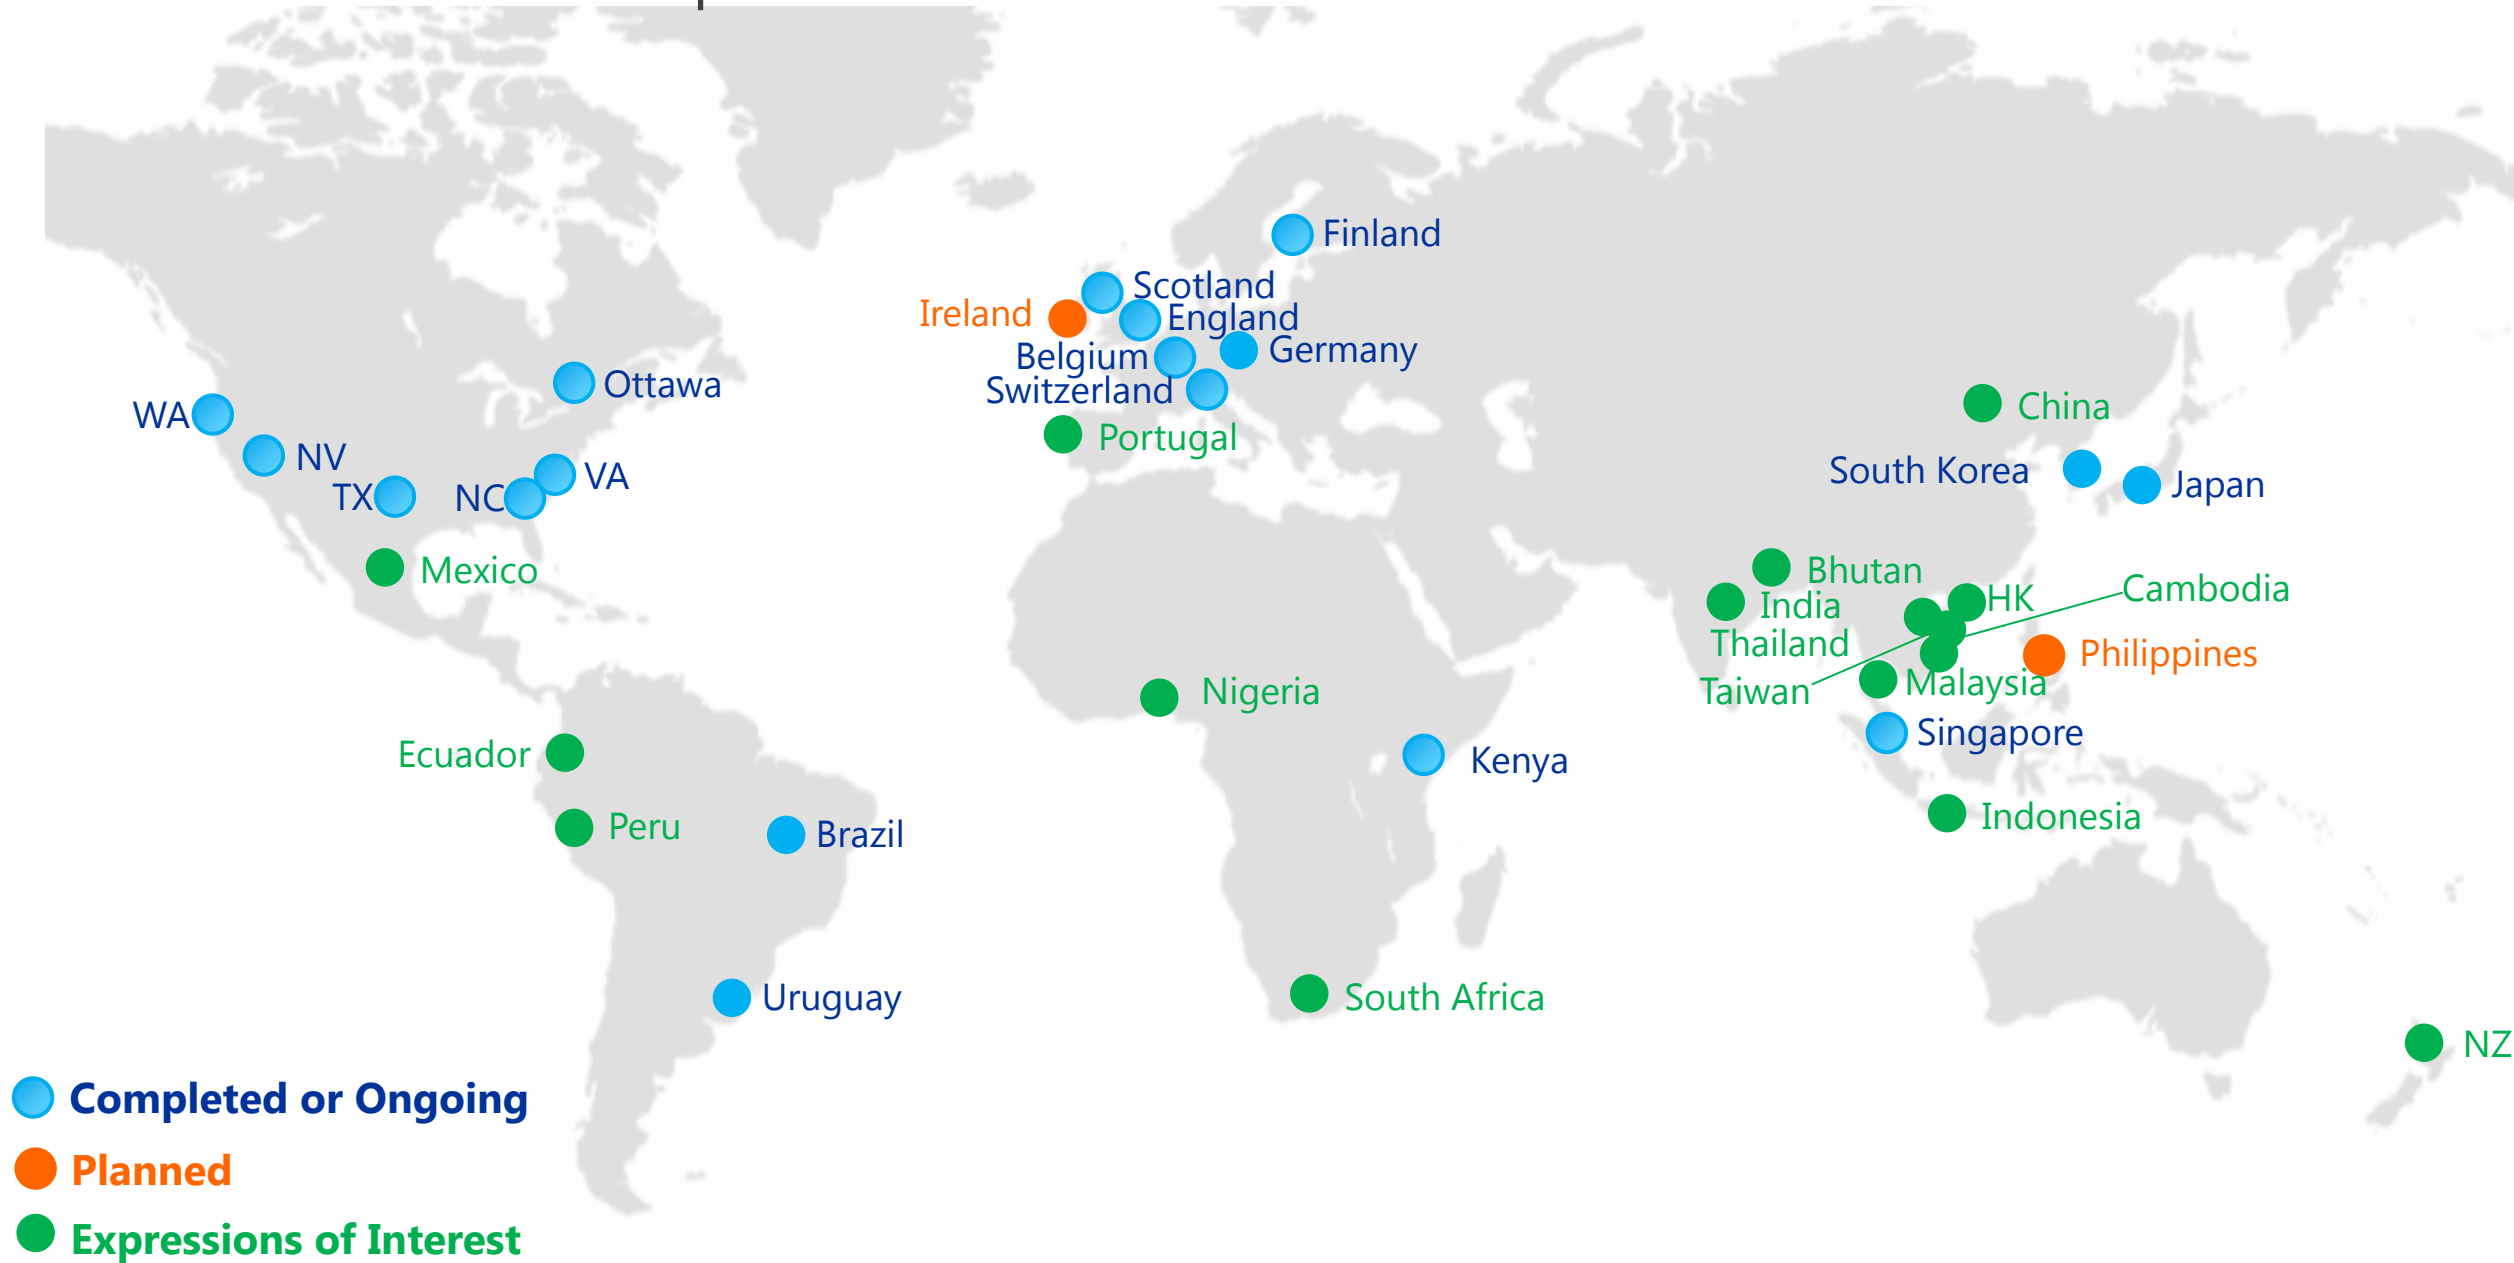 Finland
Scotland
Ireland
England
Germany
Belgium
Switzerland
Ottawa
WA
China
Portugal
NV
South Korea
VA
Japan
TX
NC
Mexico
Bhutan
Cambodia
HK
India
Thailand
Philippines
Malaysia
Taiwan
Nigeria
Singapore
Ecuador
Kenya
Indonesia
Peru
Brazil
Uruguay
South Africa
NZ
Completed or Ongoing
Planned
Expressions of Interest